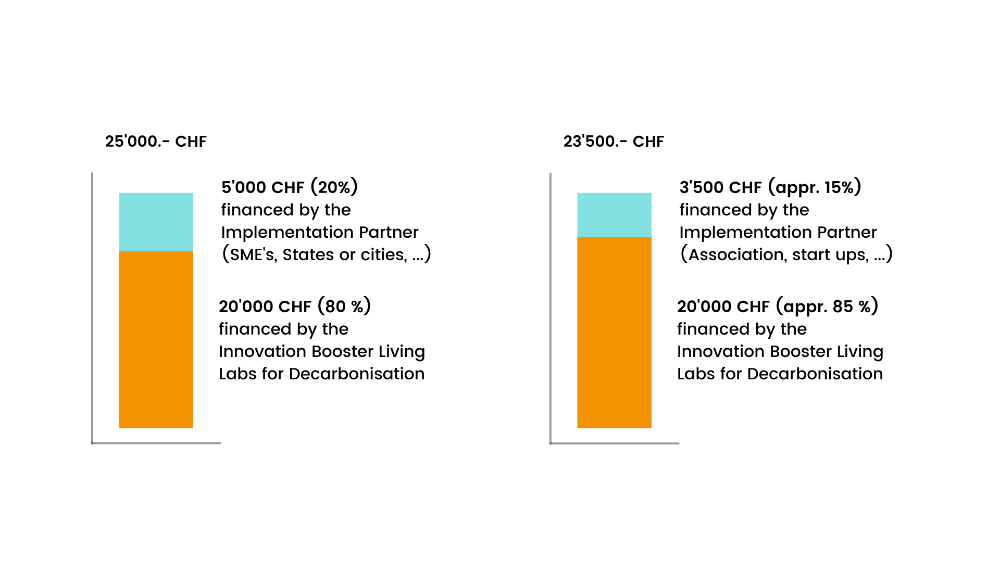 25'000.- CHF
5'000 CHF (20%)
financed by the
Implementation Partner
(SME's, States or cities, ...)
20'000 CHF (80 %)
financed by the
Innovation Booster Living
Labs for Decarbonisation
23'500.- CHF
3'500 CHF (appr. 15%)
financed by the
Implementation Partner
(Association, start ups, ...)
20'000 CHF (appr. 85 %)
financed by the
Innovation Booster Living
Labs for Decarbonisation